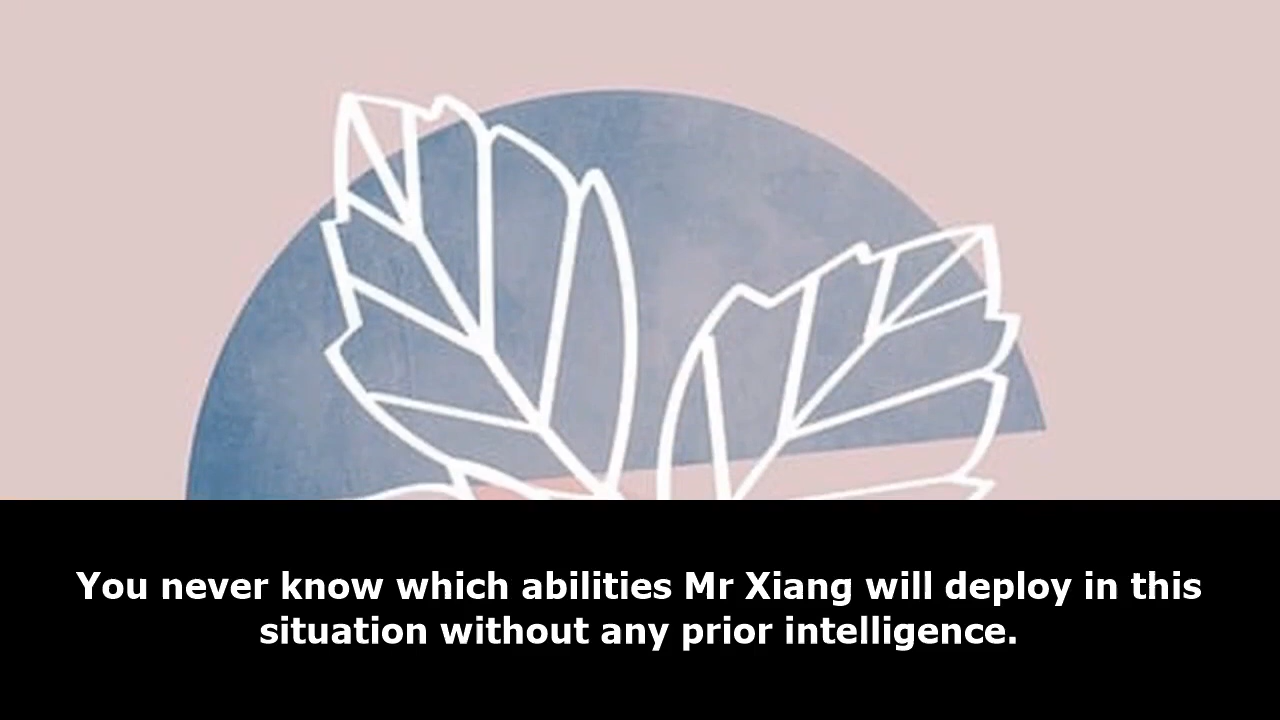 You never know which abilities Mr Xiang will deploy in this
situation without any prior intelligence.